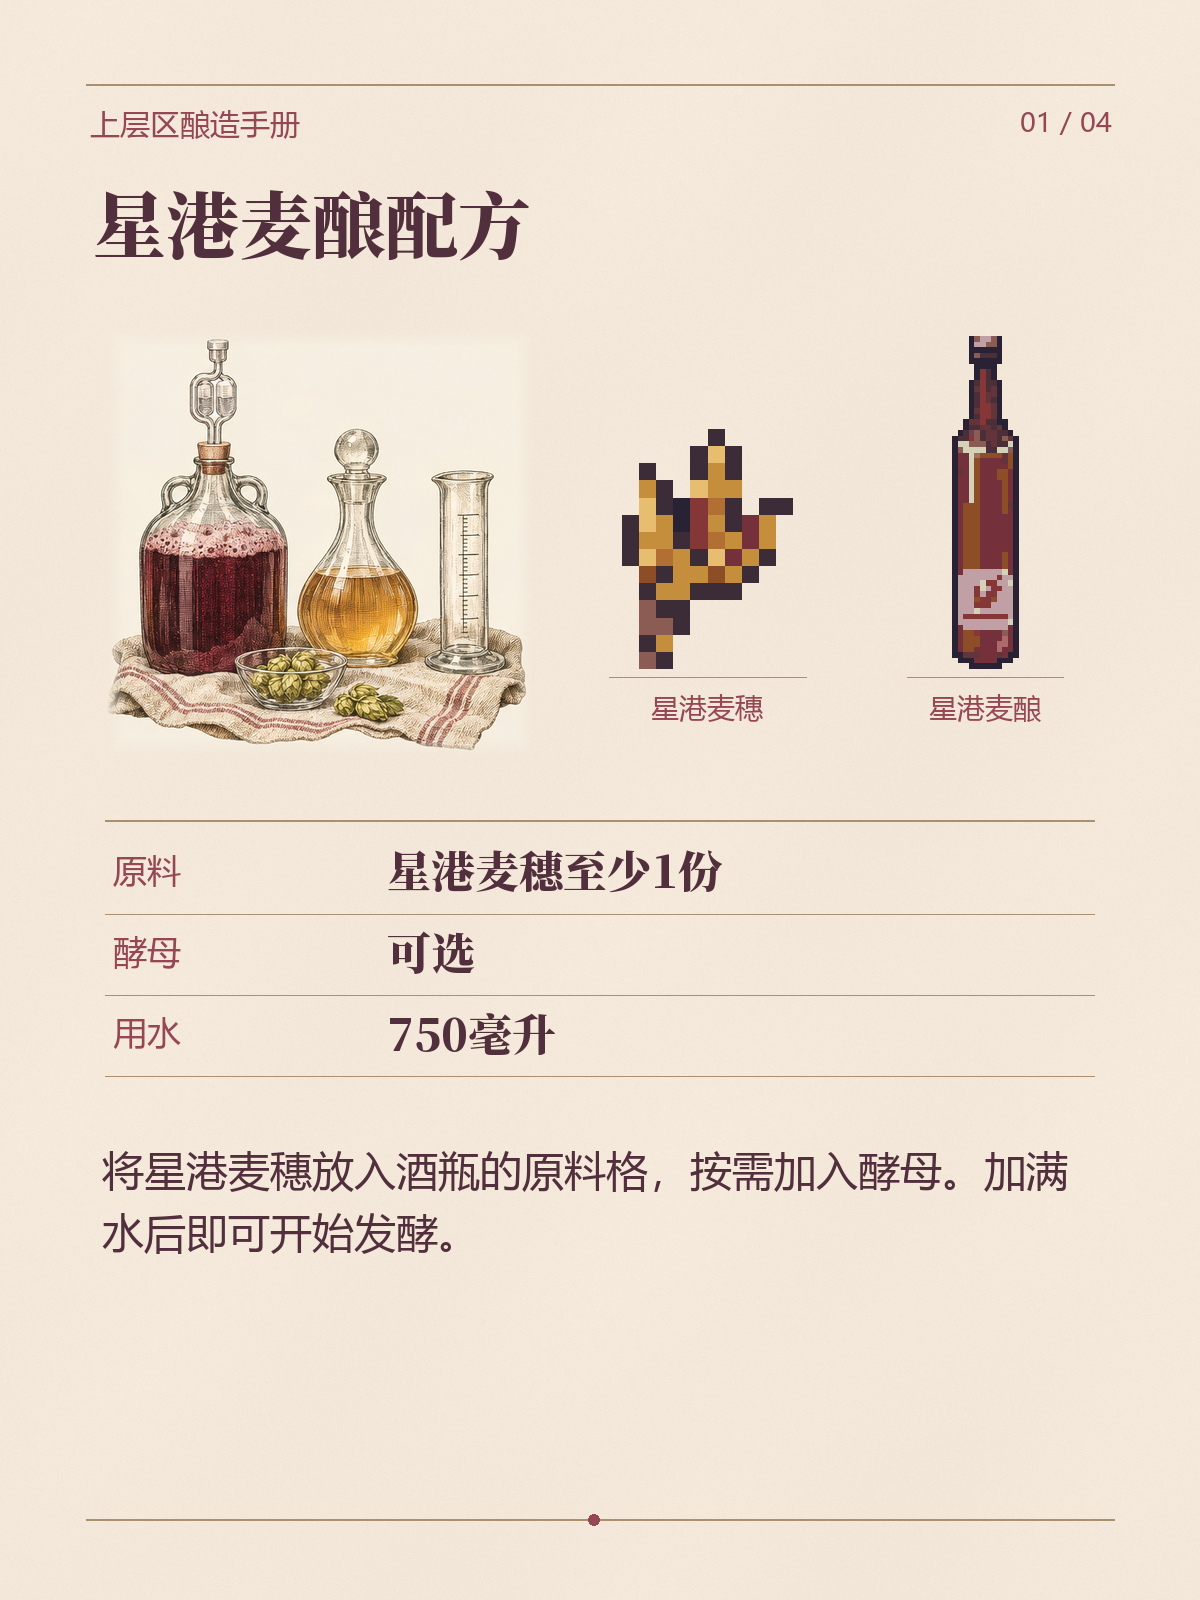 上层区酿造手册
01 / 04
星港麦酿配方
星港麦穗
星港麦酿
原料
星港麦穗至少1份
酵母
可选
用水
750毫升
将星港麦穗放入酒瓶的原料格，按需加入酵母。加满
水后即可开始发酵。